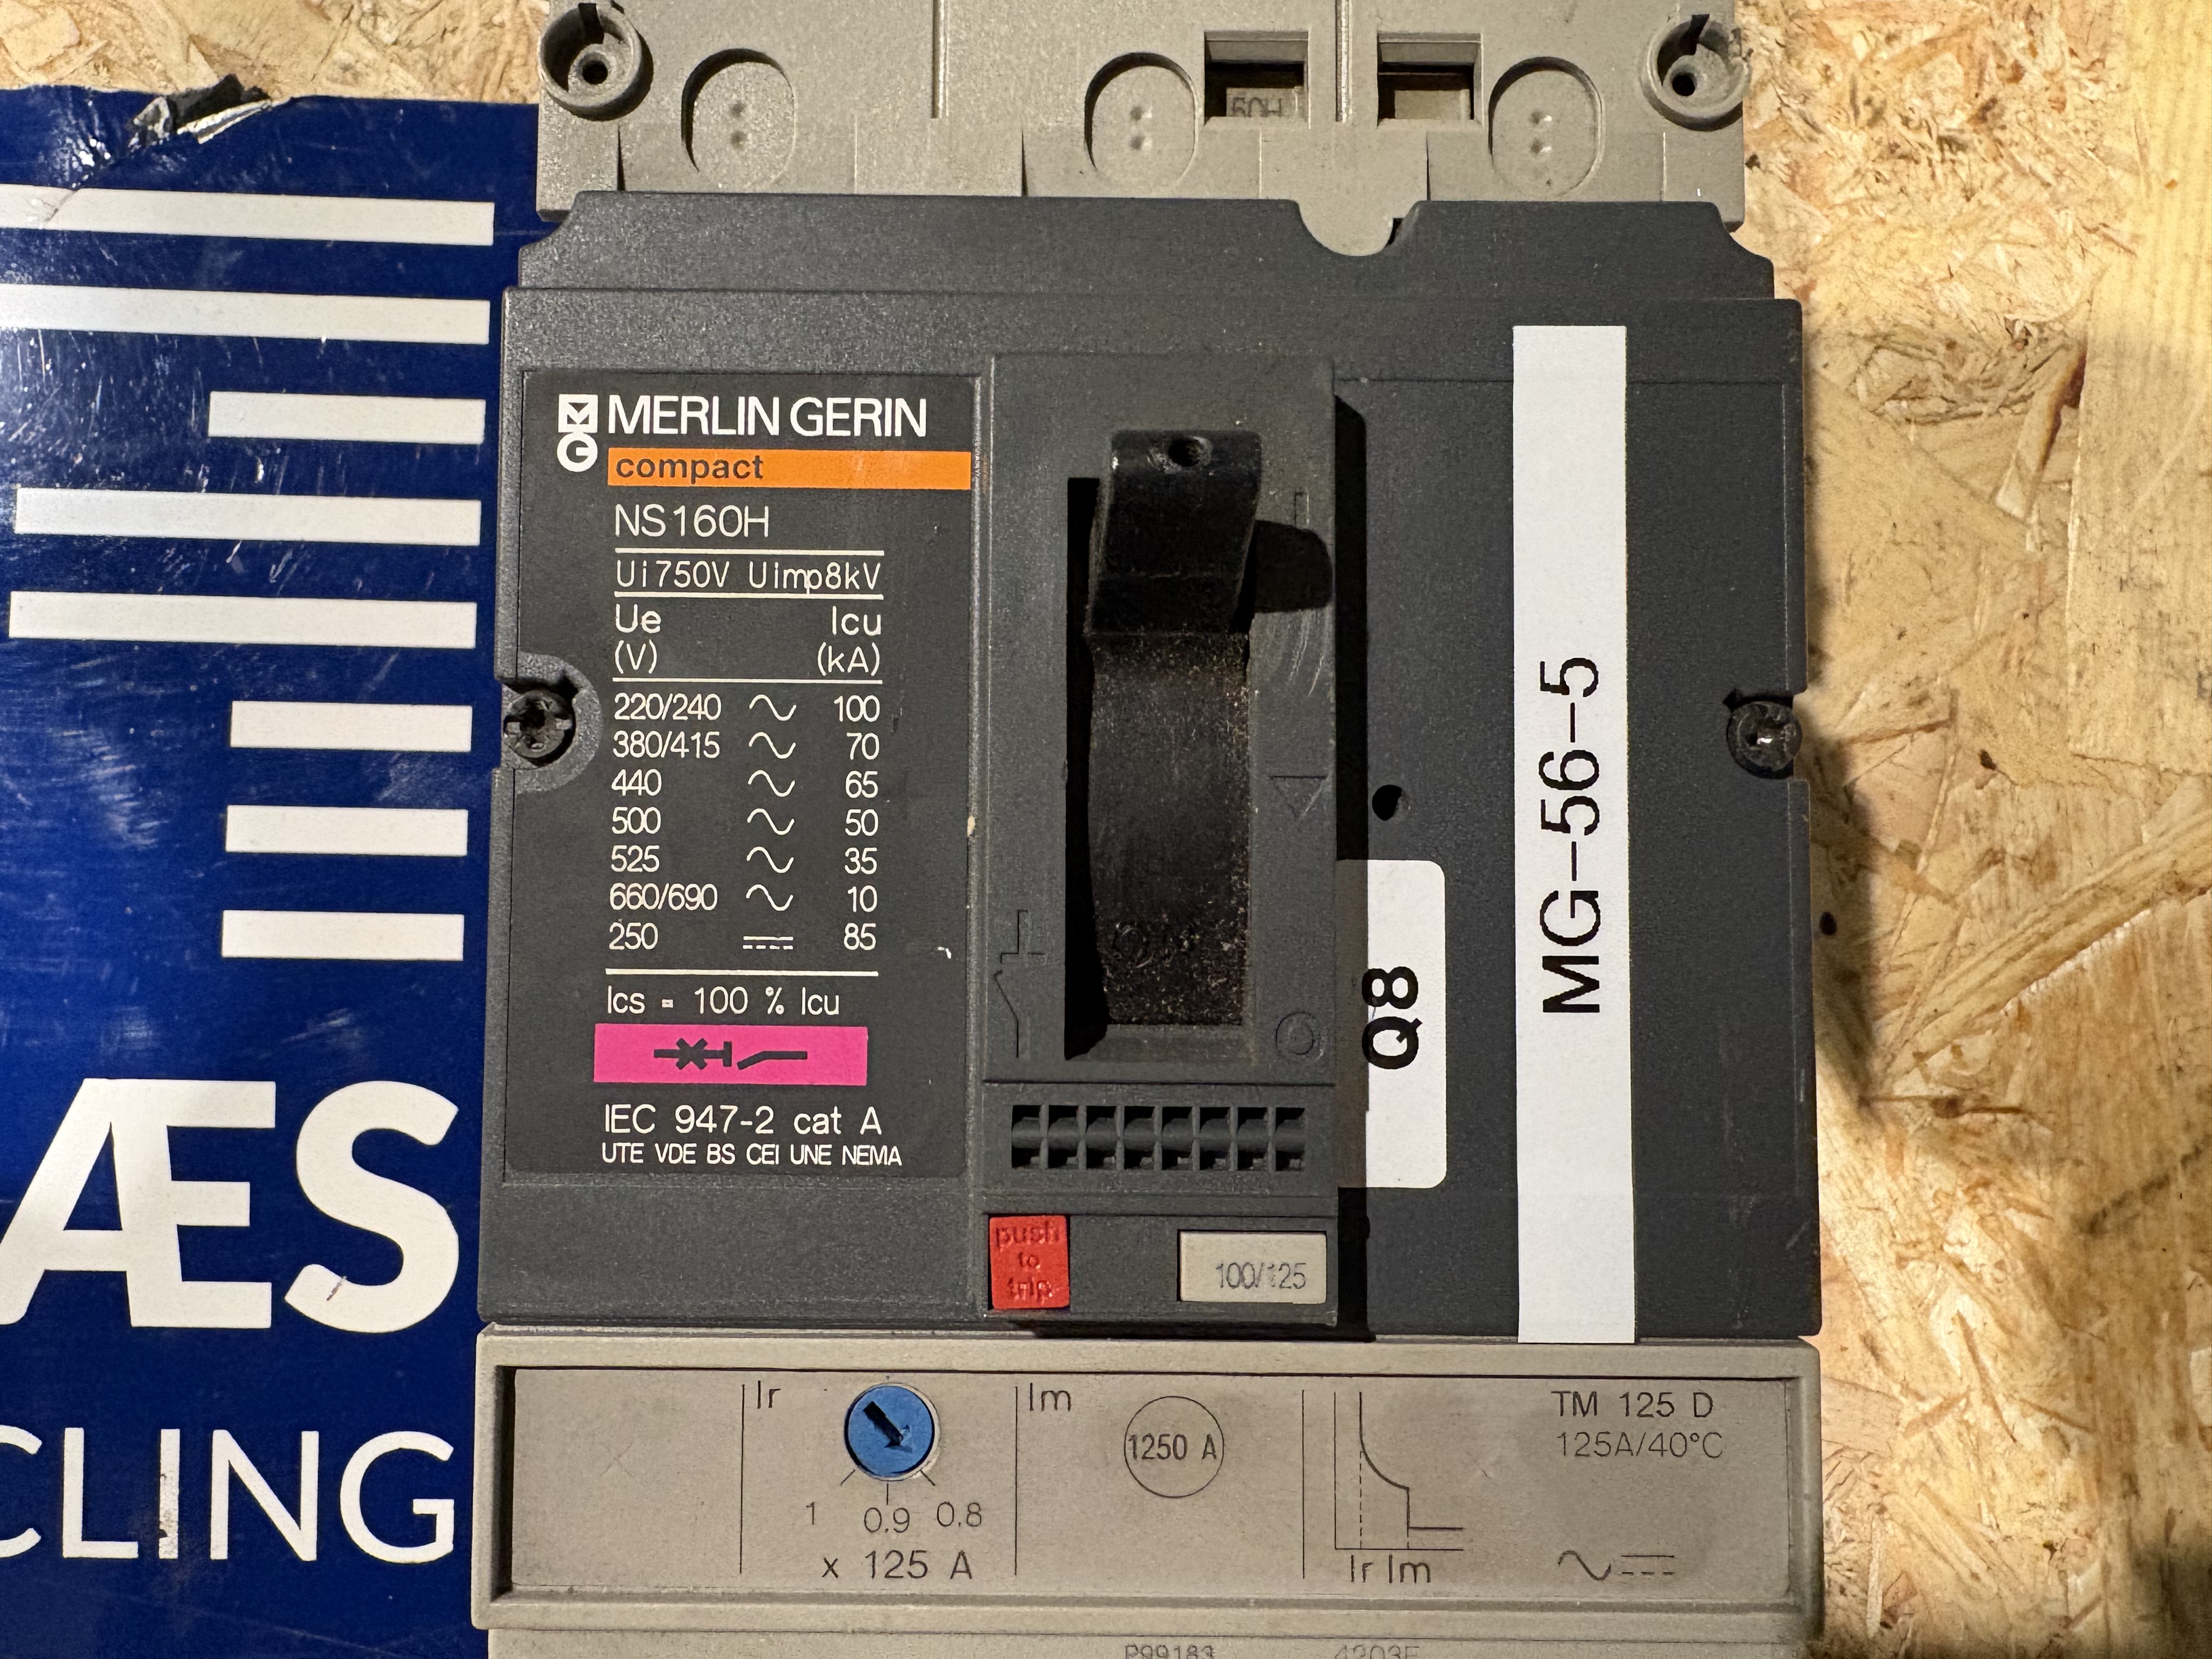 60H
MERLIN GERIN
compact
NS160H
Ui750V Uimp8kV
Ue Icu
(V) (kA)
220/240 100
380/415 70
440 65
500 50
525 35
660/690 10
250 85
Ics = 100 % Icu
IEC 947-2 cat A
UTE VDE BS CEI UNE NEMA
push
to
trip
100/125
Q8
MG-56-5
Ir
1 0.9 0.8
x 125 A
Im
1250 A
Ir Im
TM 125 D
125A/40°C
P99183 4203F
ÆS
CLING